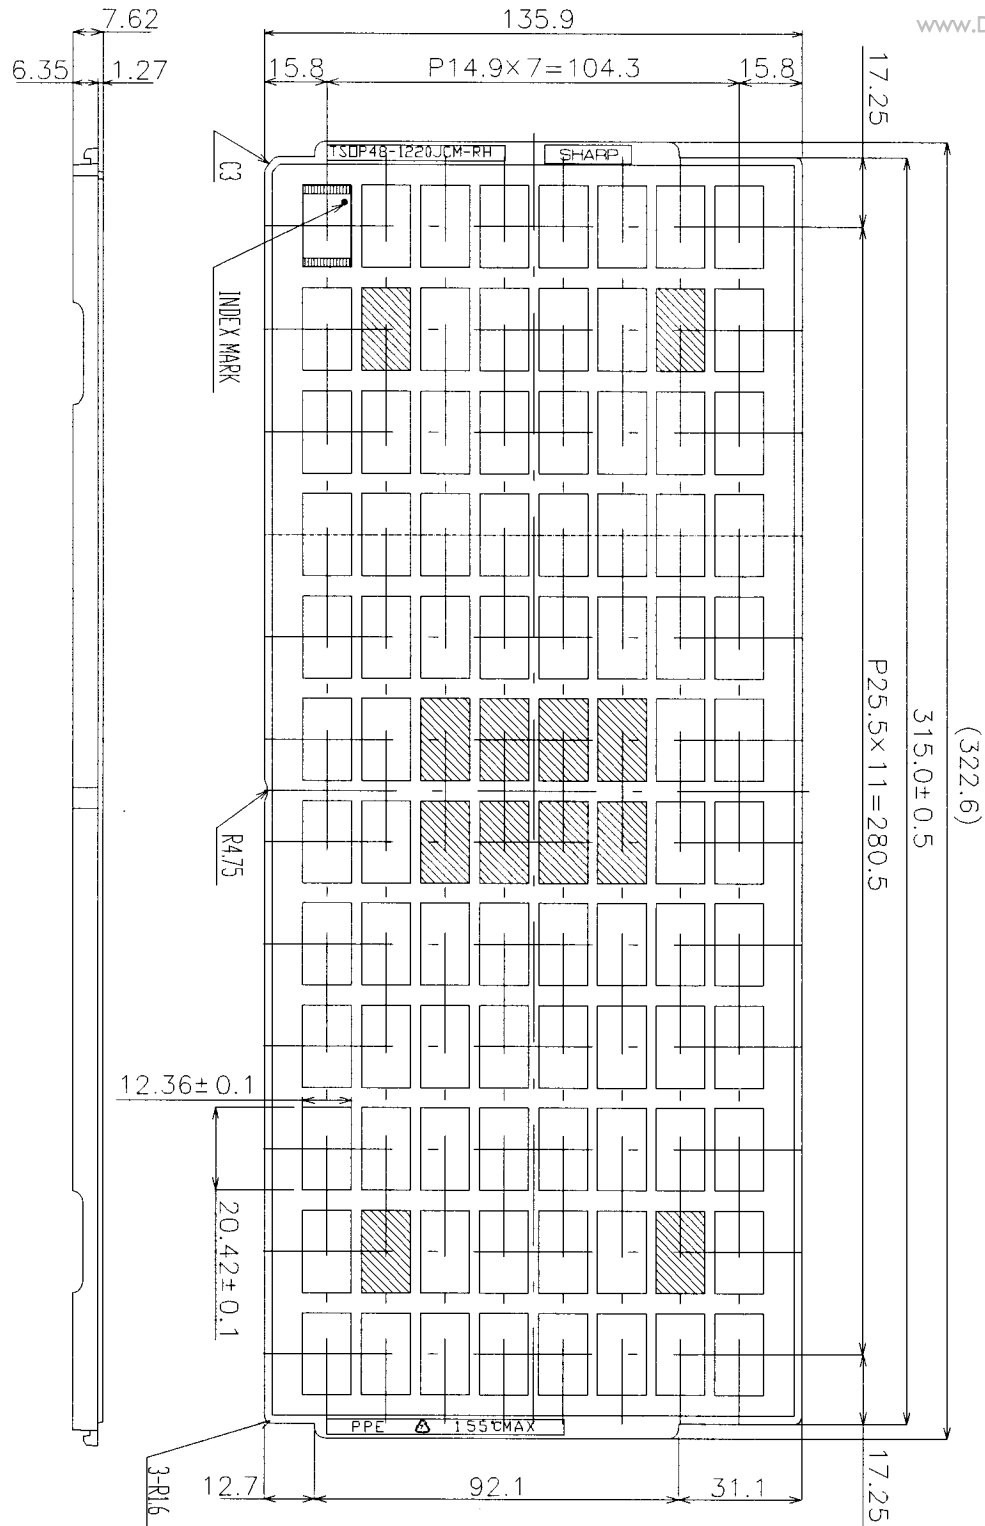 7.62
135.9
www.D
6.35
1.27
15.8
P14.9×7=104.3
15.8
17.25
TSOP48-1220JCM-RH
SHARP
C3
INDEX MARK
(322.6)
315.0±0.5
P25.5×11=280.5
R4.75
12.36±0.1
20.42±0.1
PPE
155℃MAX
3-R1.6
12.7
92.1
31.1
17.25